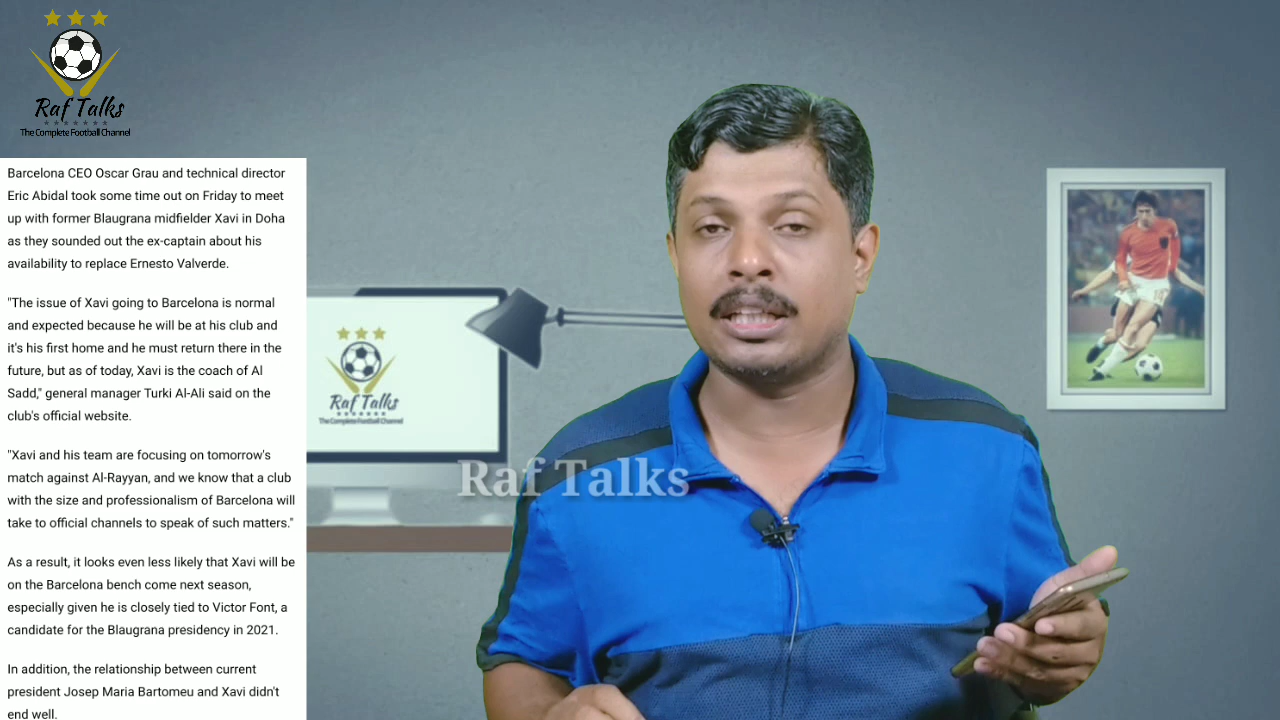 Raf Talks
The Complete Football Channel
Barcelona CEO Oscar Grau and technical director
Eric Abidal took some time out on Friday to meet
up with former Blaugrana midfielder Xavi in Doha
as they sounded out the ex-captain about his
availability to replace Ernesto Valverde.
"The issue of Xavi going to Barcelona is normal
and expected because he will be at his club and
it's his first home and he must return there in the
future, but as of today, Xavi is the coach of Al
Sadd," general manager Turki Al-Ali said on the
club's official website.
"Xavi and his team are focusing on tomorrow's
match against Al-Rayyan, and we know that a club
with the size and professionalism of Barcelona will
take to official channels to speak of such matters."
As a result, it looks even less likely that Xavi will be
on the Barcelona bench come next season,
especially given he is closely tied to Victor Font, a
candidate for the Blaugrana presidency in 2021.
In addition, the relationship between current
president Josep Maria Bartomeu and Xavi didn't
end well.
Raf Talks
The Complete Football Channel
Raf Talks